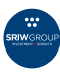 SRIWGROUP
INVESTMENT · GROWTH